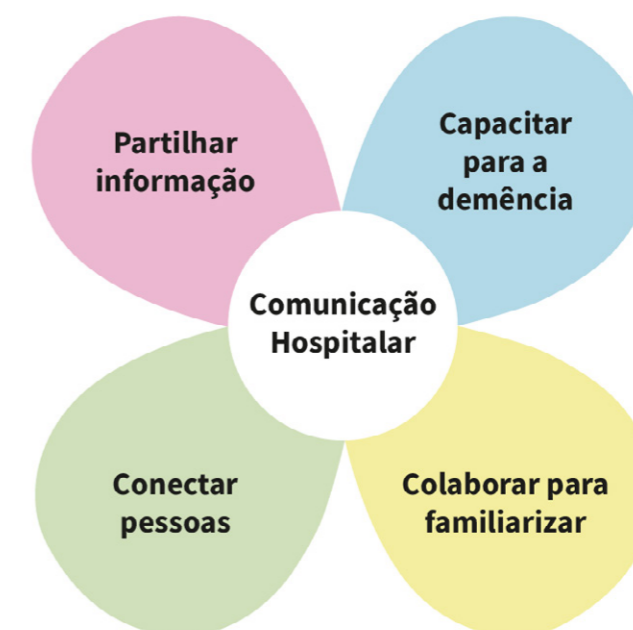 Partilhar
informação
Capacitar
para a
demência
Comunicação
Hospitalar
Conectar
pessoas
Colaborar para
familiarizar